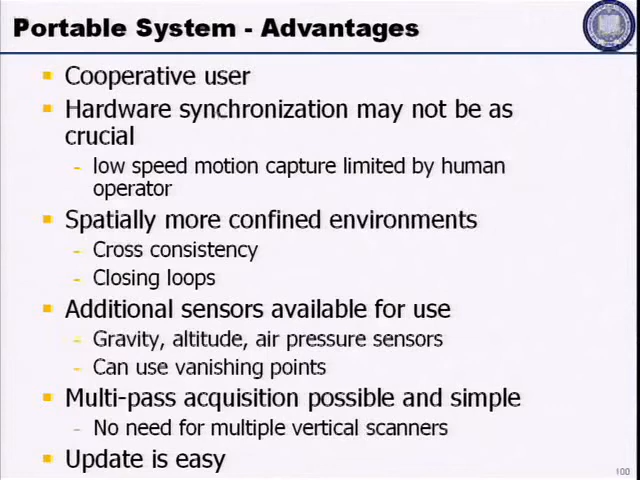 Portable System - Advantages
Cooperative user
Hardware synchronization may not be as
crucial
- low speed motion capture limited by human
operator
Spatially more confined environments
- Cross consistency
- Closing loops
Additional sensors available for use
- Gravity, altitude, air pressure sensors
- Can use vanishing points
Multi-pass acquisition possible and simple
- No need for multiple vertical scanners
Update is easy
100